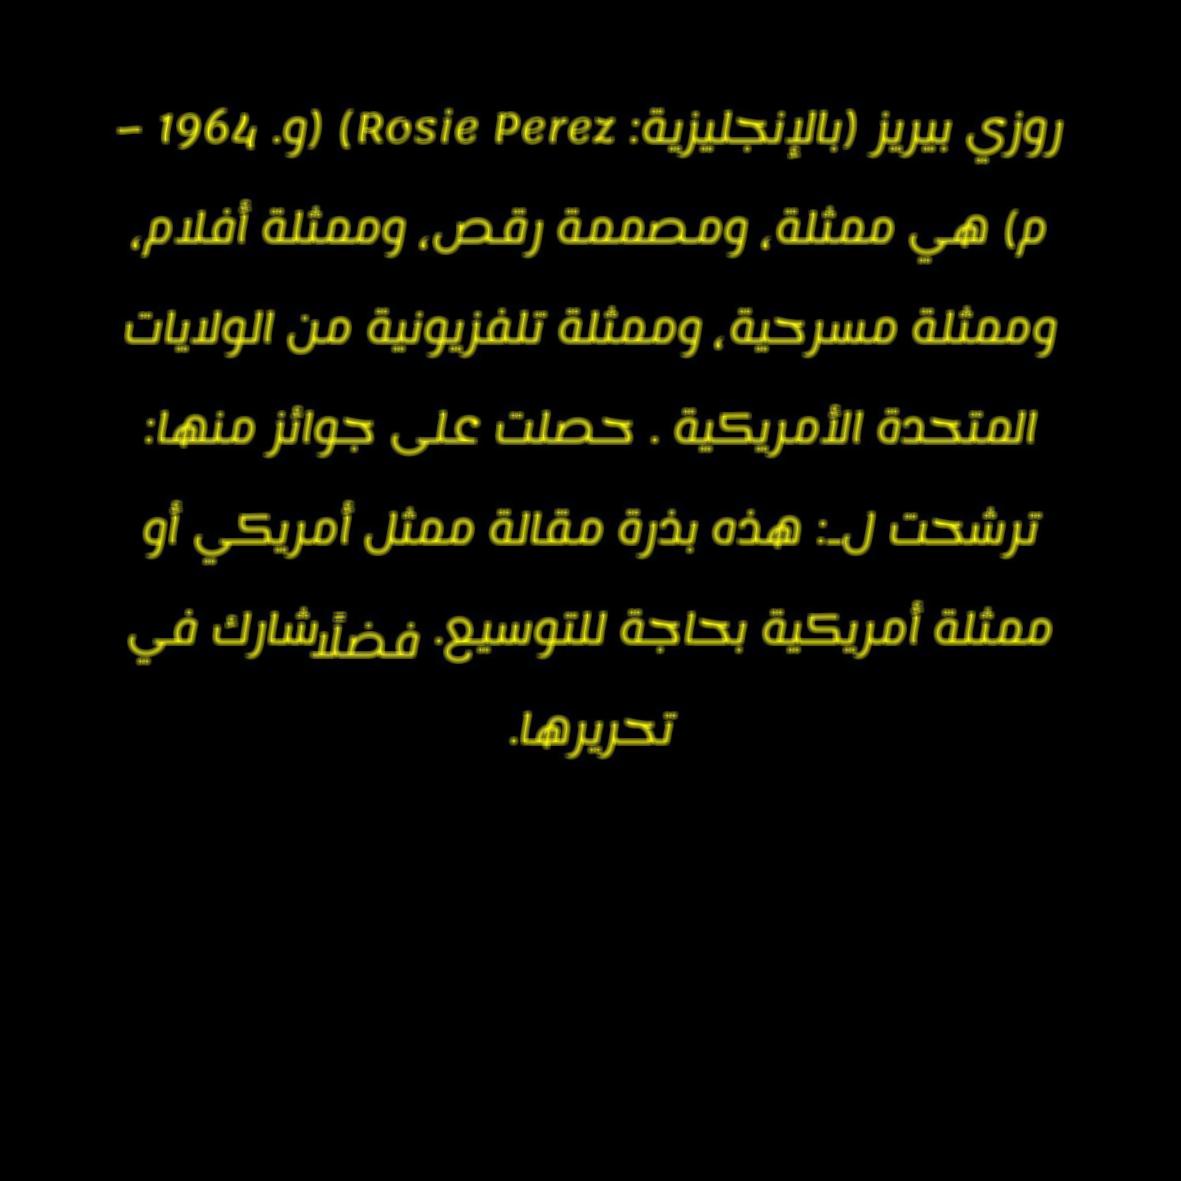 روزي بيريز (بالإنجليزية: Rosie Perez) (و. 1964 –
م) هي ممثلة، ومصممة رقص، وممثلة أفلام،
وممثلة مسرحية، وممثلة تلفزيونية من الولايات
المتحدة الأمريكية . حصلت على جوائز منها:
ترشحت لـ: هذه بذرة مقالة ممثل أمريكي أو
ممثلة أمريكية بحاجة للتوسيع. فضلًاشارك في
تحريرها.